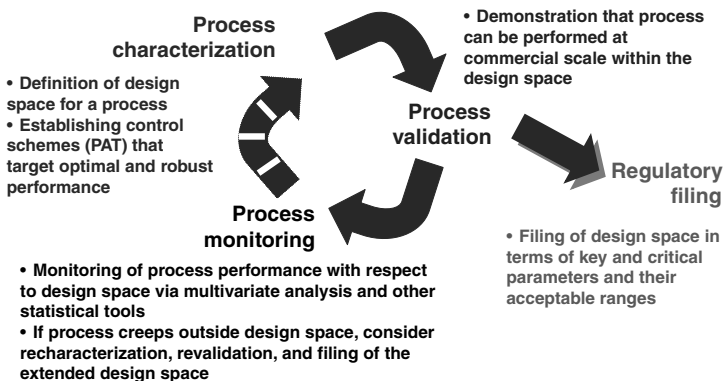 Process
characterization
• Definition of design
space for a process
• Establishing control
schemes (PAT) that
target optimal and robust
performance
• Demonstration that process
can be performed at
commercial scale within the
design space
Process
validation
Regulatory
filing
• Filing of design space in
terms of key and critical
parameters and their
acceptable ranges
Process
monitoring
• Monitoring of process performance with respect
to design space via multivariate analysis and other
statistical tools
• If process creeps outside design space, consider
recharacterization, revalidation, and filing of the
extended design space